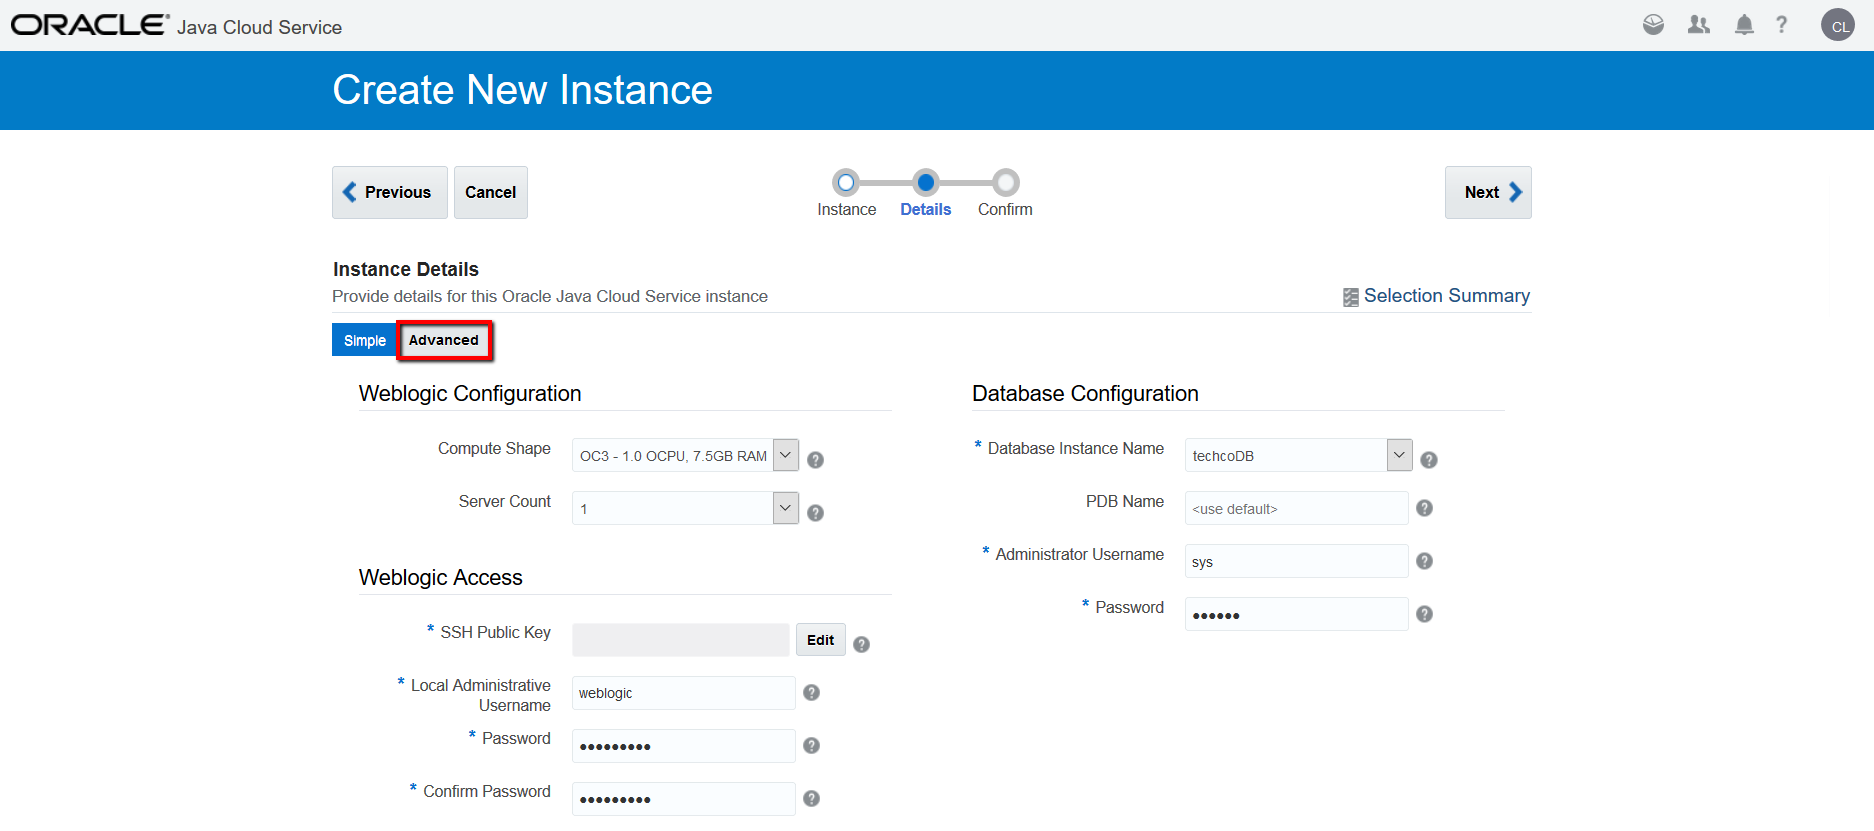 ORACLE® Java Cloud Service
? CL
Create New Instance
Previous Cancel
Instance Details Confirm
Next
Instance Details
Provide details for this Oracle Java Cloud Service instance
Selection Summary
Simple Advanced
Weblogic Configuration
Compute Shape OC3 - 1.0 OCPU, 7.5GB RAM ?
Server Count 1 ?
Weblogic Access
* SSH Public Key Edit ?
* Local Administrative
Username weblogic ?
* Password ●●●●●●●●● ?
* Confirm Password ●●●●●●●●● ?
Database Configuration
* Database Instance Name techcoDB ?
PDB Name <use default> ?
* Administrator Username sys ?
* Password ●●●●●● ?